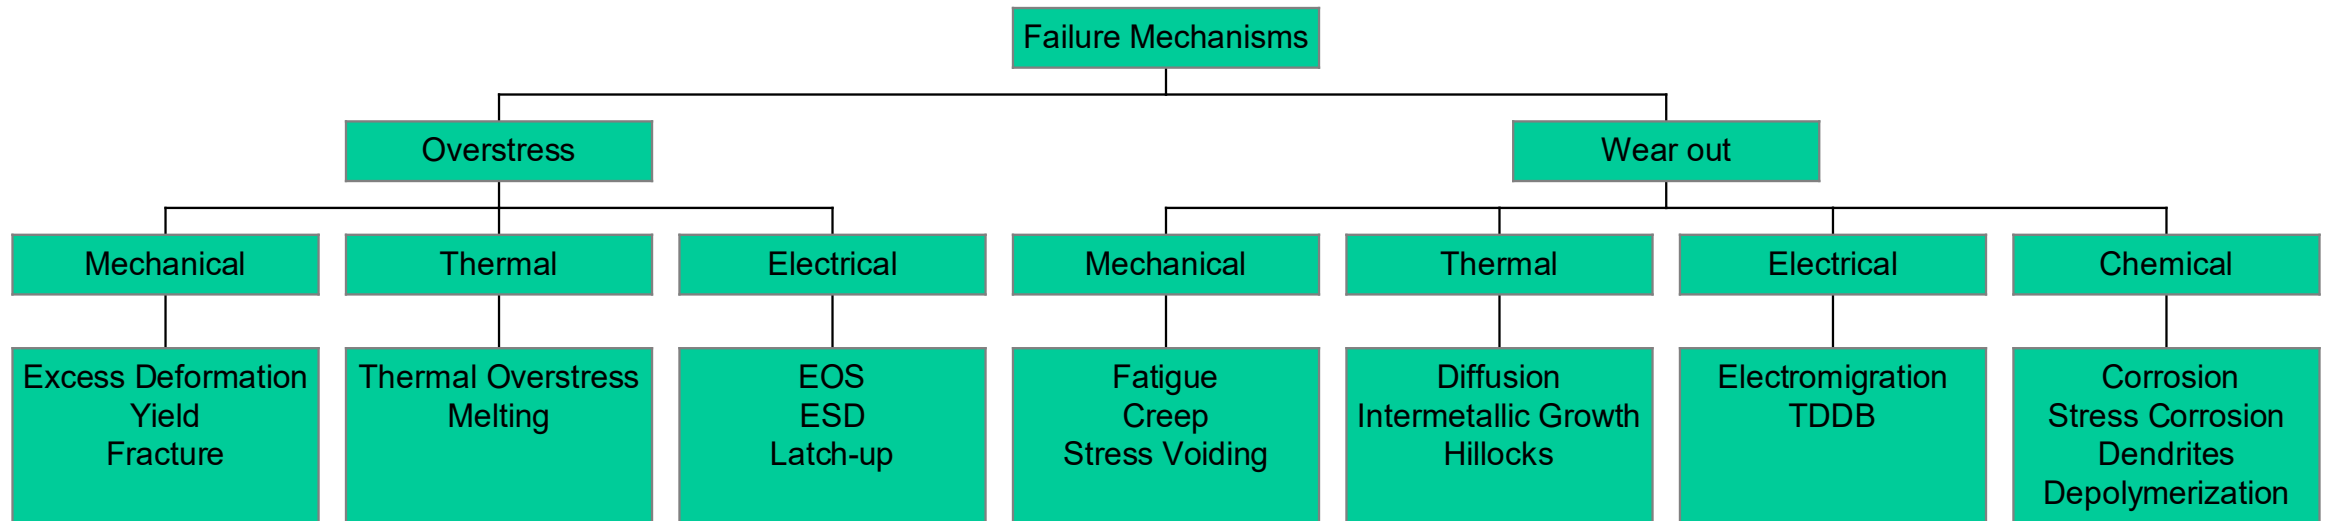 Failure Mechanisms
Overstress
Wear out
Mechanical
Thermal
Electrical
Mechanical
Thermal
Electrical
Chemical
Excess Deformation
Yield
Fracture
Thermal Overstress
Melting
EOS
ESD
Latch-up
Fatigue
Creep
Stress Voiding
Diffusion
Intermetallic Growth
Hillocks
Electromigration
TDDB
Corrosion
Stress Corrosion
Dendrites
Depolymerization